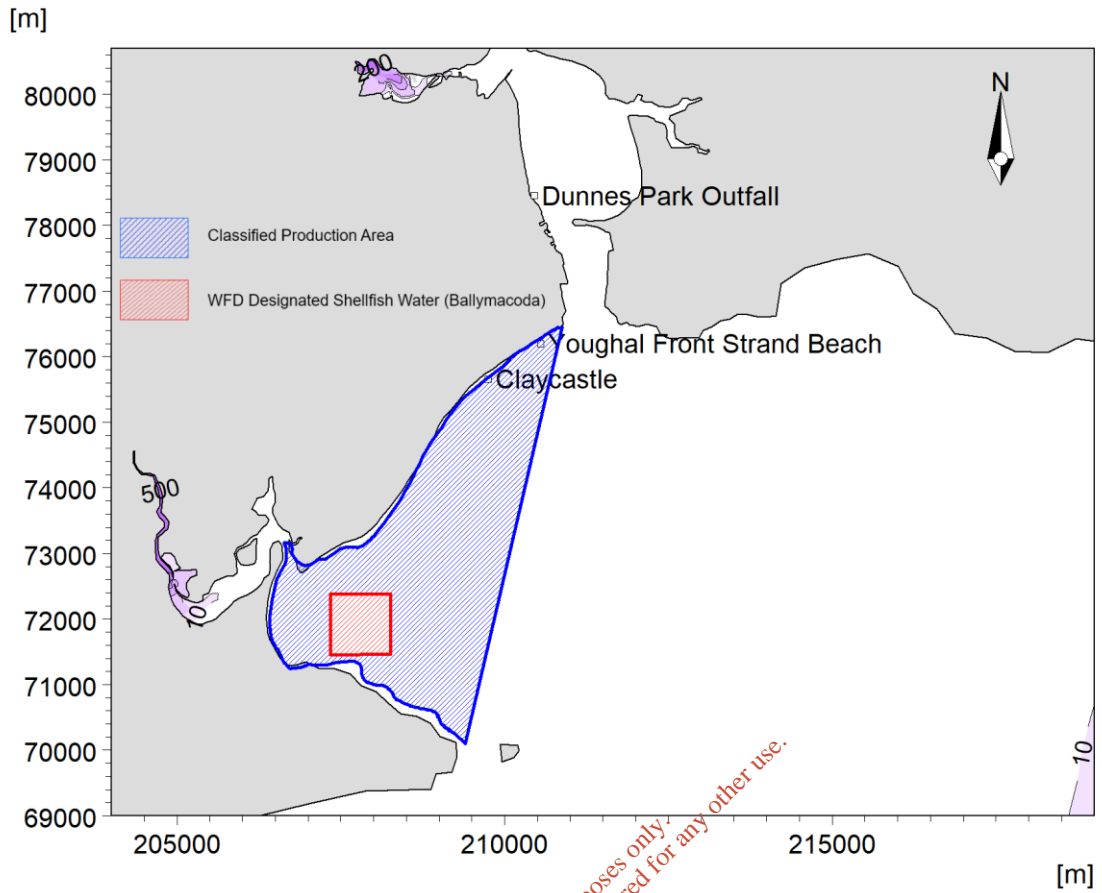 [m]
80000
79000
78000
77000
76000
75000
74000
73000
72000
71000
70000
69000
N
Dunnes Park Outfall
Classified Production Area
WFD Designated Shellfish Water (Ballymacoda)
Youghal Front Strand Beach
Claycastle
500
10
205000
210000
215000
[m]
oses only.
red for any other use.